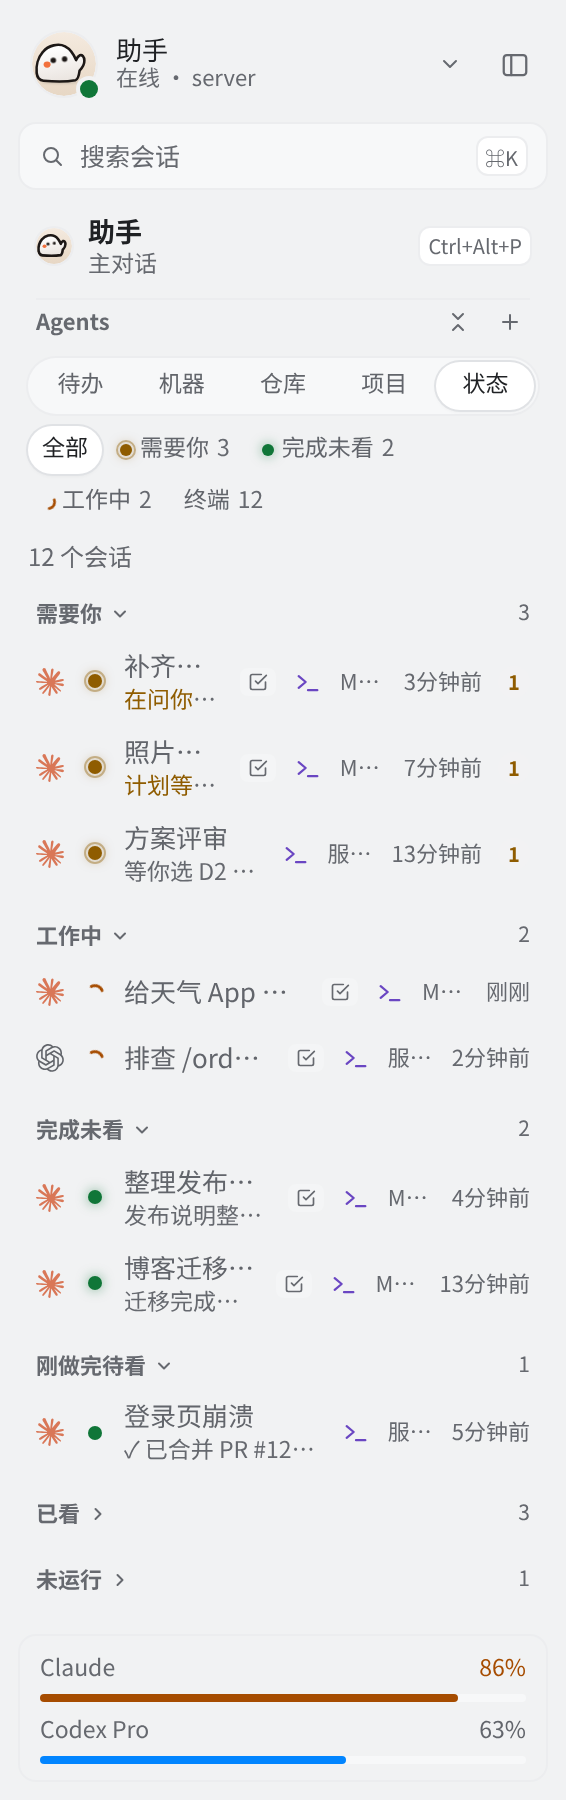 助手
在线 • server
搜索会话
⌘K
助手
主对话
Ctrl+Alt+P
Agents
待办 机器 仓库 项目 状态
全部 需要你 3 完成未看 2
工作中 2 终端 12
12 个会话
需要你 3
补齐… M… 3分钟前 1
在问你…
照片… M… 7分钟前 1
计划等…
方案评审 服… 13分钟前 1
等你选 D2 …
工作中 2
给天气 App … M… 刚刚
排查 /ord… 服… 2分钟前
完成未看 2
整理发布… M… 4分钟前
发布说明整…
博客迁移… M… 13分钟前
迁移完成…
刚做完待看 1
登录页崩溃 服… 5分钟前
✓ 已合并 PR #12…
已看 3
未运行 1
Claude 86%
Codex Pro 63%